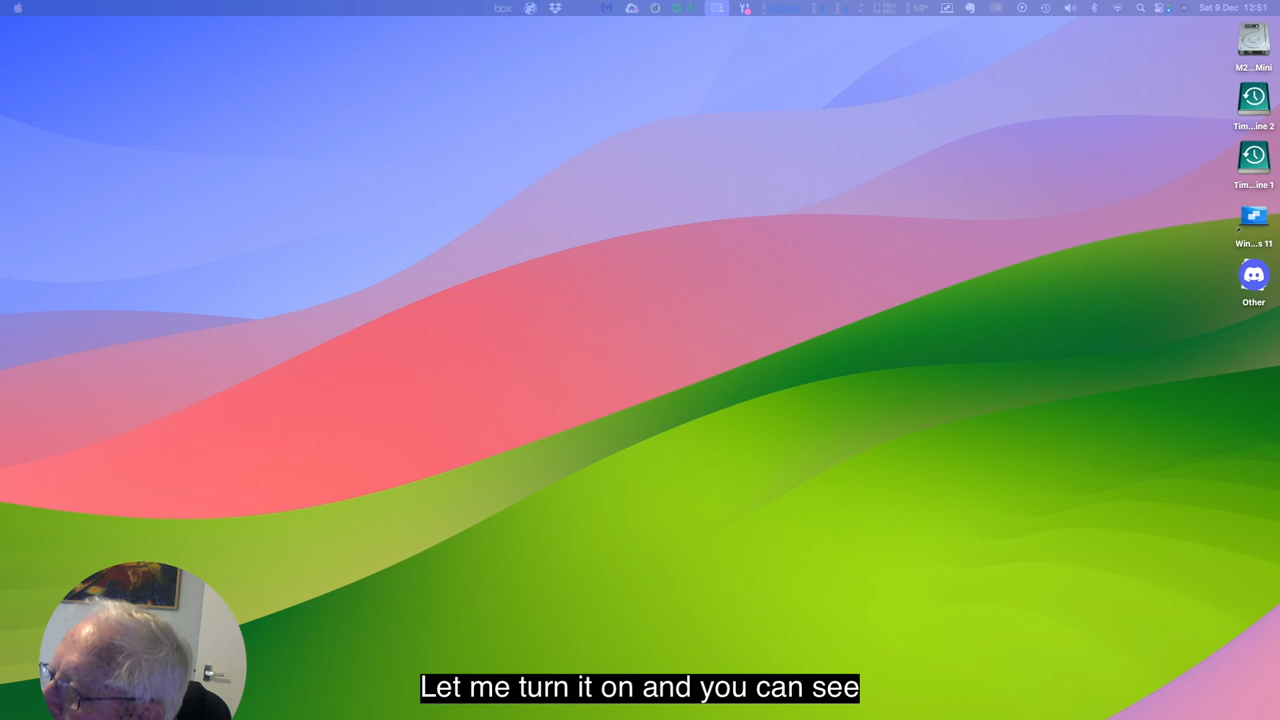 box
59°
Sat 9 Dec 12:51
M2...Mini
Tim...ine 2
Tim...ine 1
Win...s 11
Other
Let me turn it on and you can see